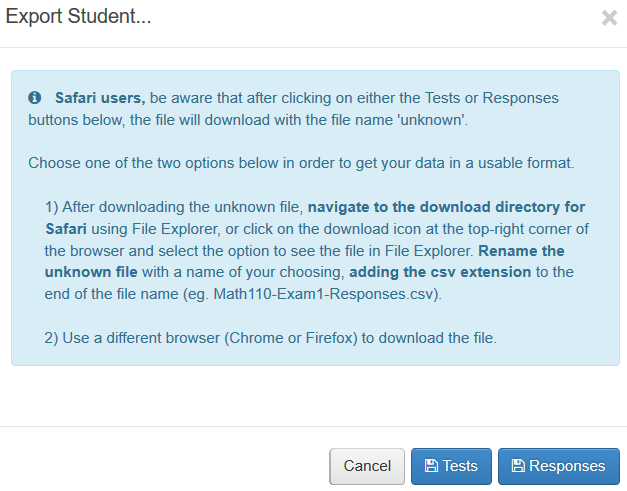 Export Student...
Safari users, be aware that after clicking on either the Tests or Responses
buttons below, the file will download with the file name 'unknown'.
Choose one of the two options below in order to get your data in a usable format.
1) After downloading the unknown file, navigate to the download directory for
Safari using File Explorer, or click on the download icon at the top-right corner of
the browser and select the option to see the file in File Explorer. Rename the
unknown file with a name of your choosing, adding the csv extension to the
end of the file name (eg. Math110-Exam1-Responses.csv).
2) Use a different browser (Chrome or Firefox) to download the file.
Cancel Tests Responses